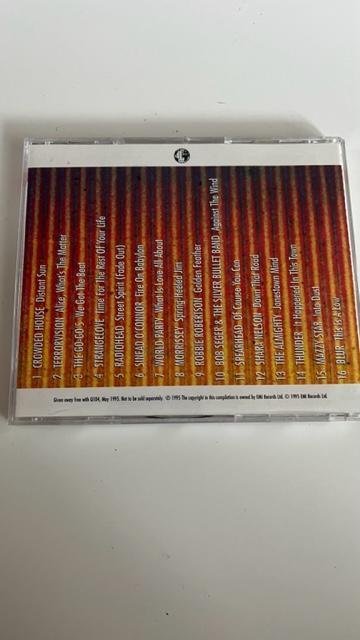 1 CROWDED HOUSE Distant Sun
2 TERRORVISION Alice What's The Matter
3 THE GO-GO'S We Got The Beat
4 STRANGELOVE Time For The Rest Of Your Life
5 RADIOHEAD Street Spirit (Fade Out)
6 SINEAD O'CONNOR Fire On Babylon
7 WORLD PARTY What Is Love All About
8 MORRISSEY Spring-Heeled Jim
9 ROBBIE ROBERTSON Golden Feather
10 BOB SEGER & THE SILVER BULLET BAND Against The Wind
11 SPEARHEAD Of Course You Can
12 SHARA NELSON Down That Road
13 THE ALMIGHTY Jonestown Mind
14 THUNDER It Happened In This Town
15 MAZZY STAR Into Dust
16 BLUR This Is A Low
Given away free with Q104, May 1995. Not to be sold separately. ℗ 1995 The copyright in this compilation is owned by EMI Records Ltd. © 1995 EMI Records Ltd.